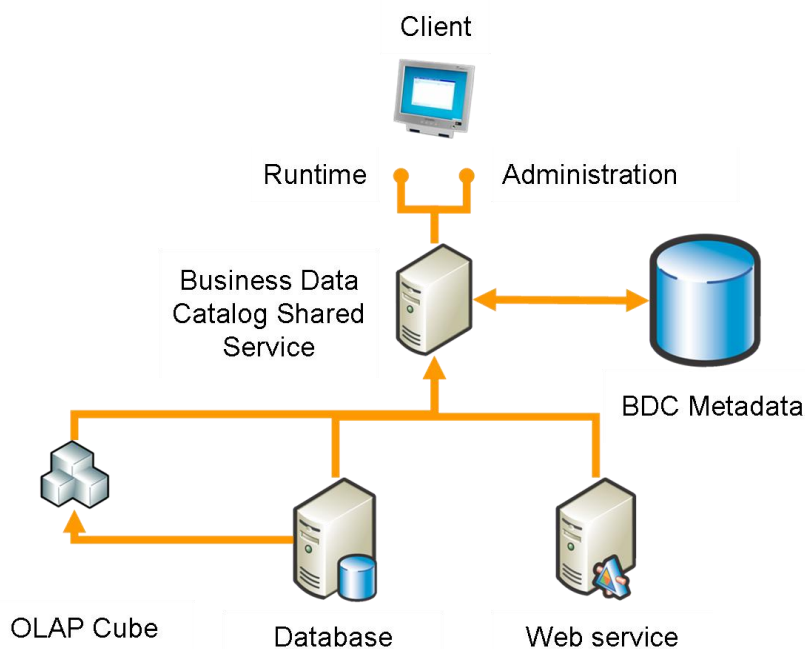 Client
Runtime
Administration
Business Data
Catalog Shared
Service
BDC Metadata
OLAP Cube
Database
Web service